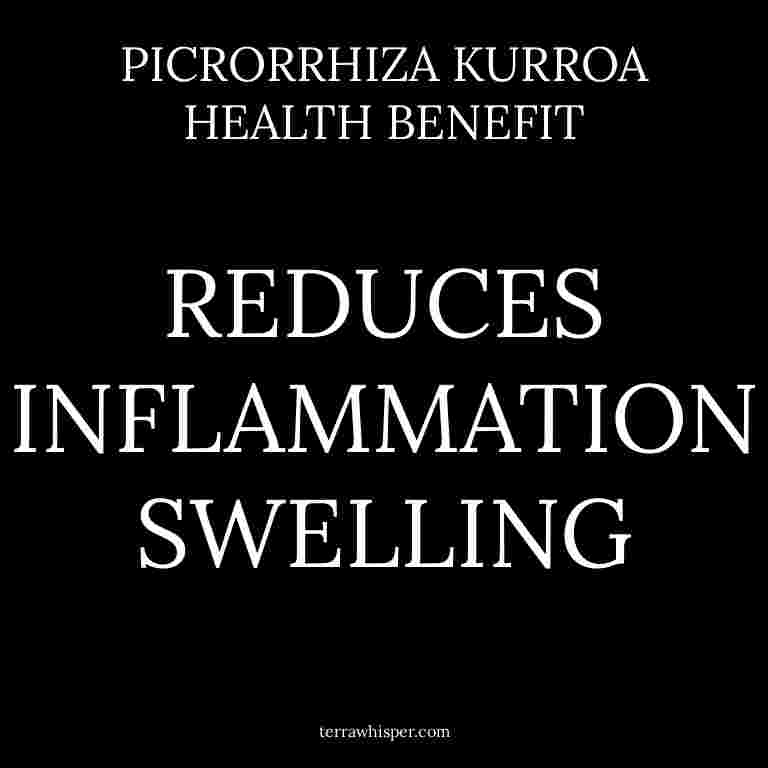 PICRORRHIZA KURROA
HEALTH BENEFIT
REDUCES
INFLAMMATION
SWELLING
terrawhisper.com